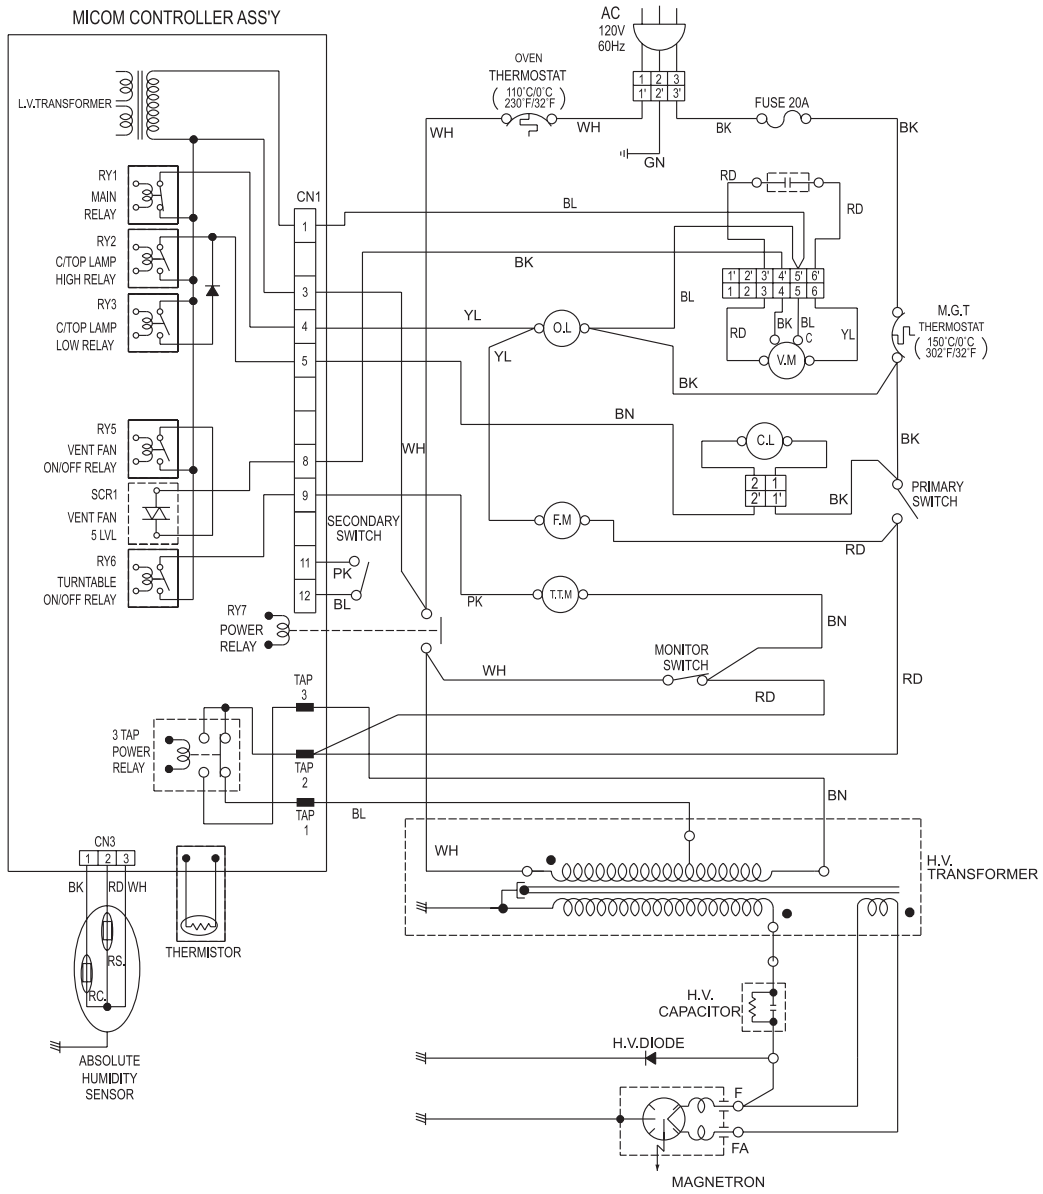 MICOM CONTROLLER ASS'Y
AC
120V
60Hz
1 2 3
1' 2' 3'
OVEN
THERMOSTAT
( 110˚C/0˚C )
230˚F/32˚F
WH
WH
BK
FUSE 20A
BK
GN
L.V.TRANSFORMER
RY1
MAIN
RELAY
RY2
C/TOP LAMP
HIGH RELAY
RY3
C/TOP LAMP
LOW RELAY
RY5
VENT FAN
ON/OFF RELAY
SCR1
VENT FAN
5 LVL
RY6
TURNTABLE
ON/OFF RELAY
CN1
1
3
4
5
8
9
11
12
RD
RD
BL
BK
BL
1' 2' 3' 4' 5' 6'
1 2 3 4 5 6
RD
BK
BL
C
YL
V.M
M.G.T
THERMOSTAT
( 150˚C/0˚C )
302˚F/32˚F
YL
O.L
YL
BK
BN
WH
BK
C.L
2 1
2' 1'
BK
PRIMARY
SWITCH
SECONDARY
SWITCH
PK
BL
F.M
RD
PK
T.T.M
BN
RY7
POWER
RELAY
MONITOR
SWITCH
WH
RD
RD
TAP
3
3 TAP
POWER
RELAY
TAP
2
TAP
1
BL
BN
CN3
1 2 3
BK
RD
WH
WH
H.V.
TRANSFORMER
THERMISTOR
RS.
RC.
ABSOLUTE
HUMIDITY
SENSOR
H.V.
CAPACITOR
H.V.DIODE
F
FA
MAGNETRON